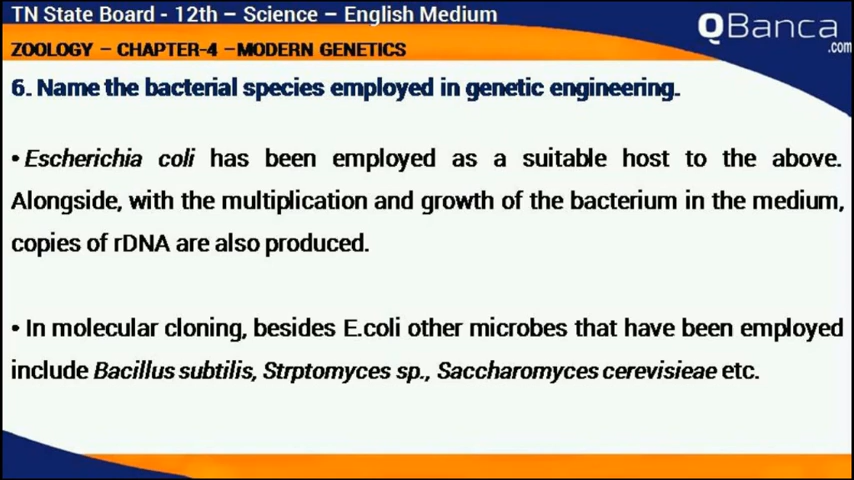 TN State Board - 12th – Science – English Medium
QBanca
.com
ZOOLOGY – CHAPTER-4 –MODERN GENETICS
6. Name the bacterial species employed in genetic engineering.
• Escherichia coli has been employed as a suitable host to the above.
Alongside, with the multiplication and growth of the bacterium in the medium,
copies of rDNA are also produced.
• In molecular cloning, besides E.coli other microbes that have been employed
include Bacillus subtilis, Strptomyces sp., Saccharomyces cerevisieae etc.